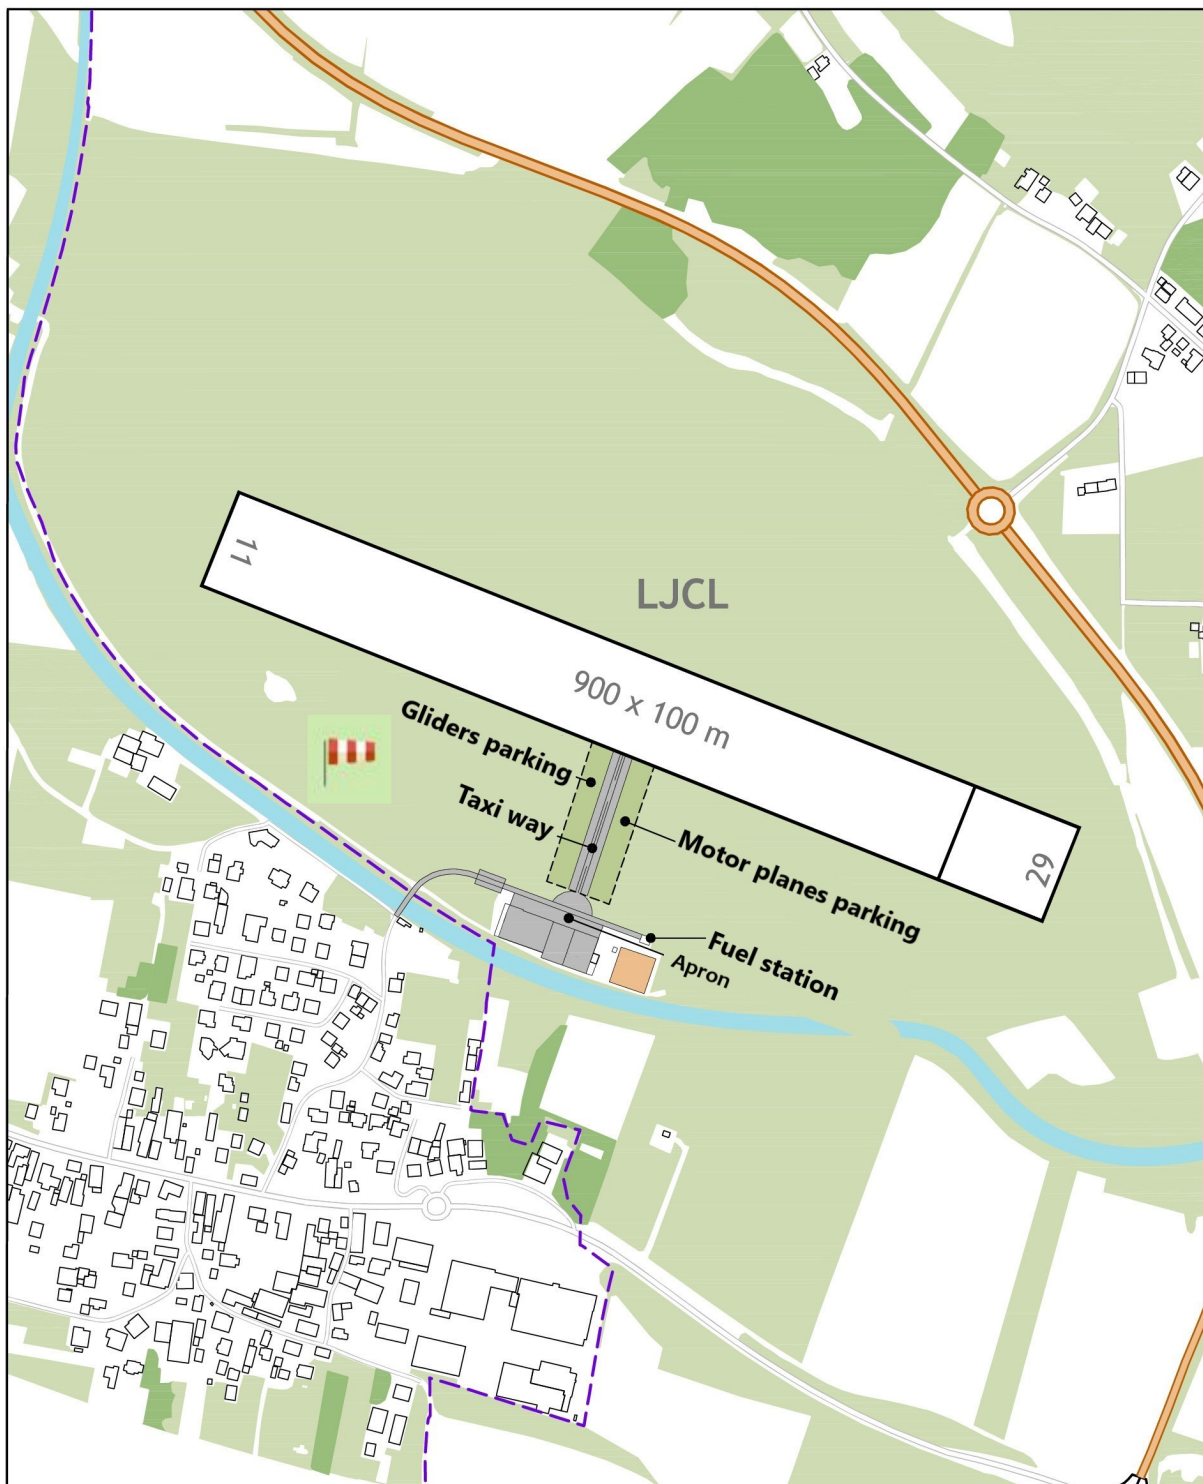 11
LJCL
900 x 100 m
Gliders parking
Taxi way
Motor planes parking
29
Fuel station
Apron